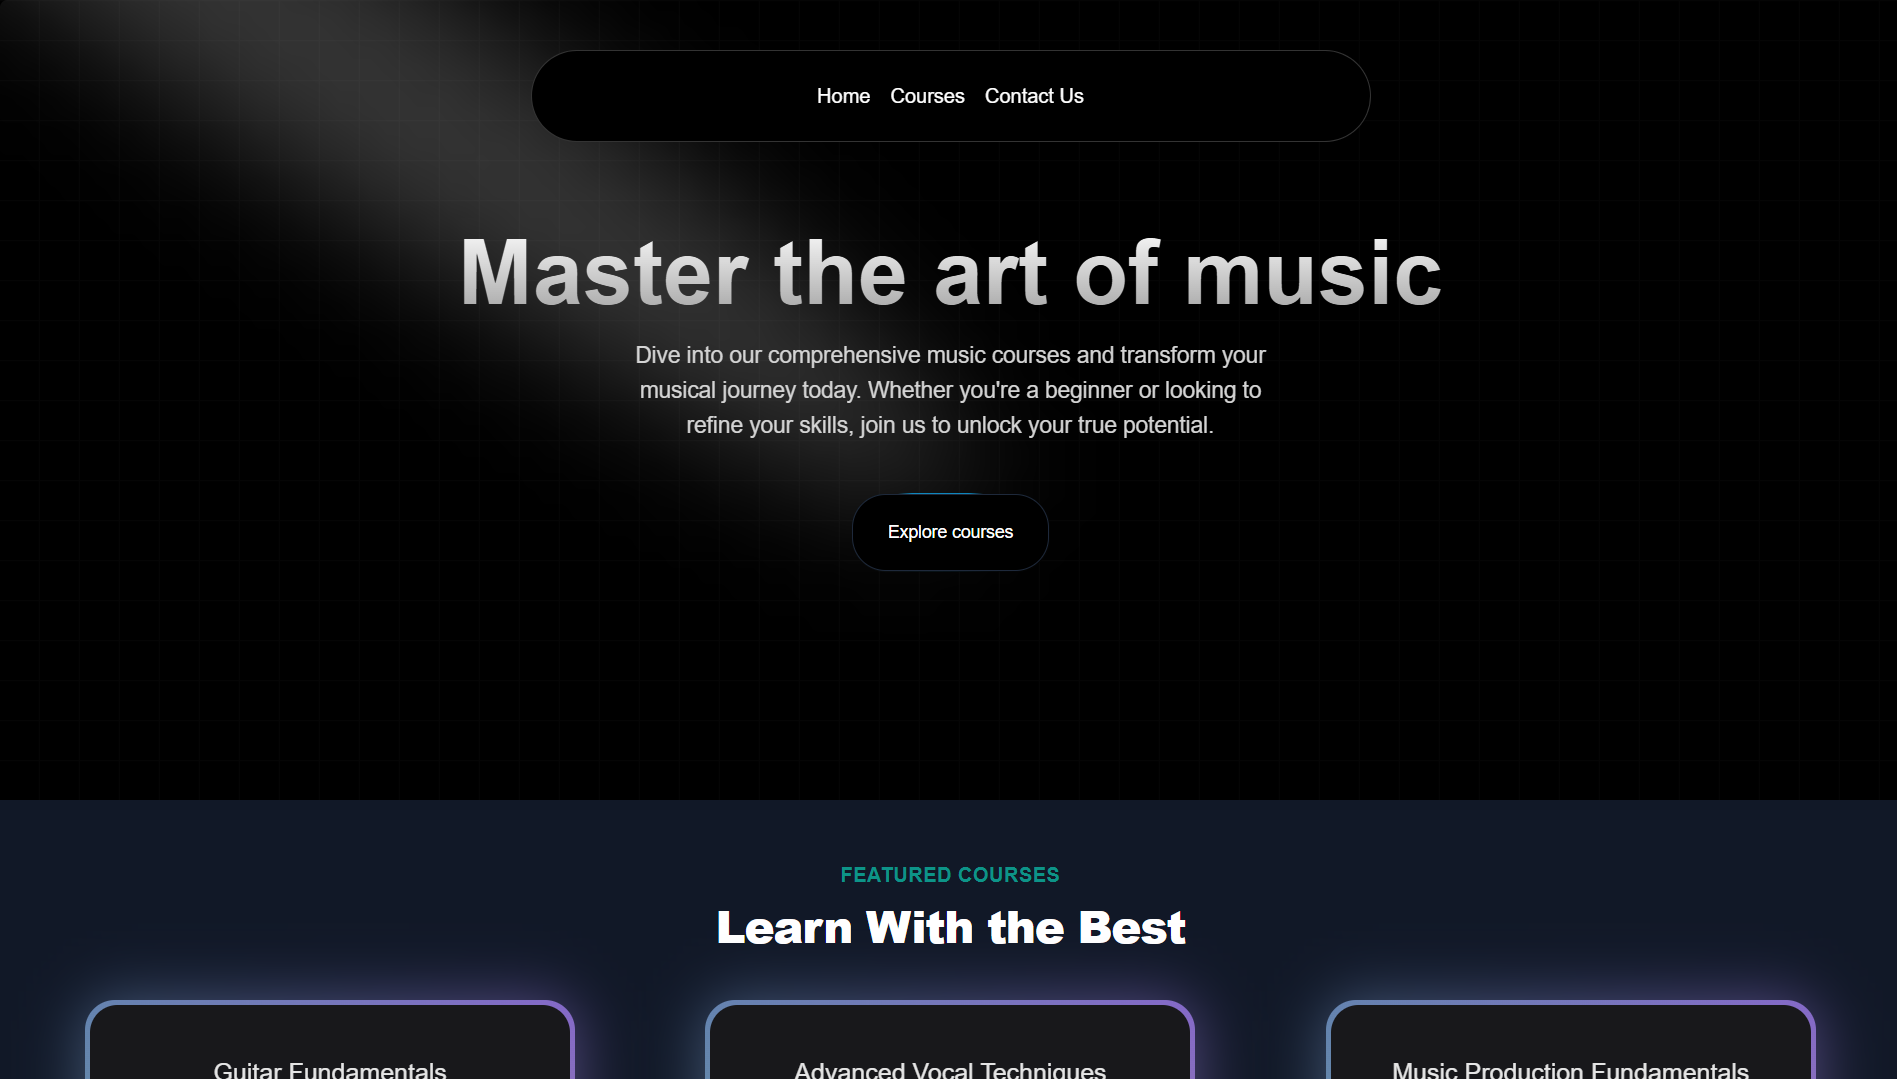 Home Courses Contact Us
Master the art of music
Dive into our comprehensive music courses and transform your
musical journey today. Whether you're a beginner or looking to
refine your skills, join us to unlock your true potential.
Explore courses
FEATURED COURSES
Learn With the Best
Guitar Fundamentals
Advanced Vocal Techniques
Music Production Fundamentals